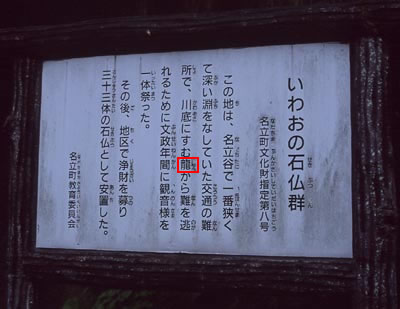 いわおの石仏群
名立町文化財指定第八号
この地は、名立谷で一番狭く
て深い淵をなしていた交通の難
所で、川底にすむ龍から難を逃
れるために文政年間に観音様を
一体祭った。
その後、地区で浄財を募り
三十三体の石仏として安置した。
名立町教育委員会